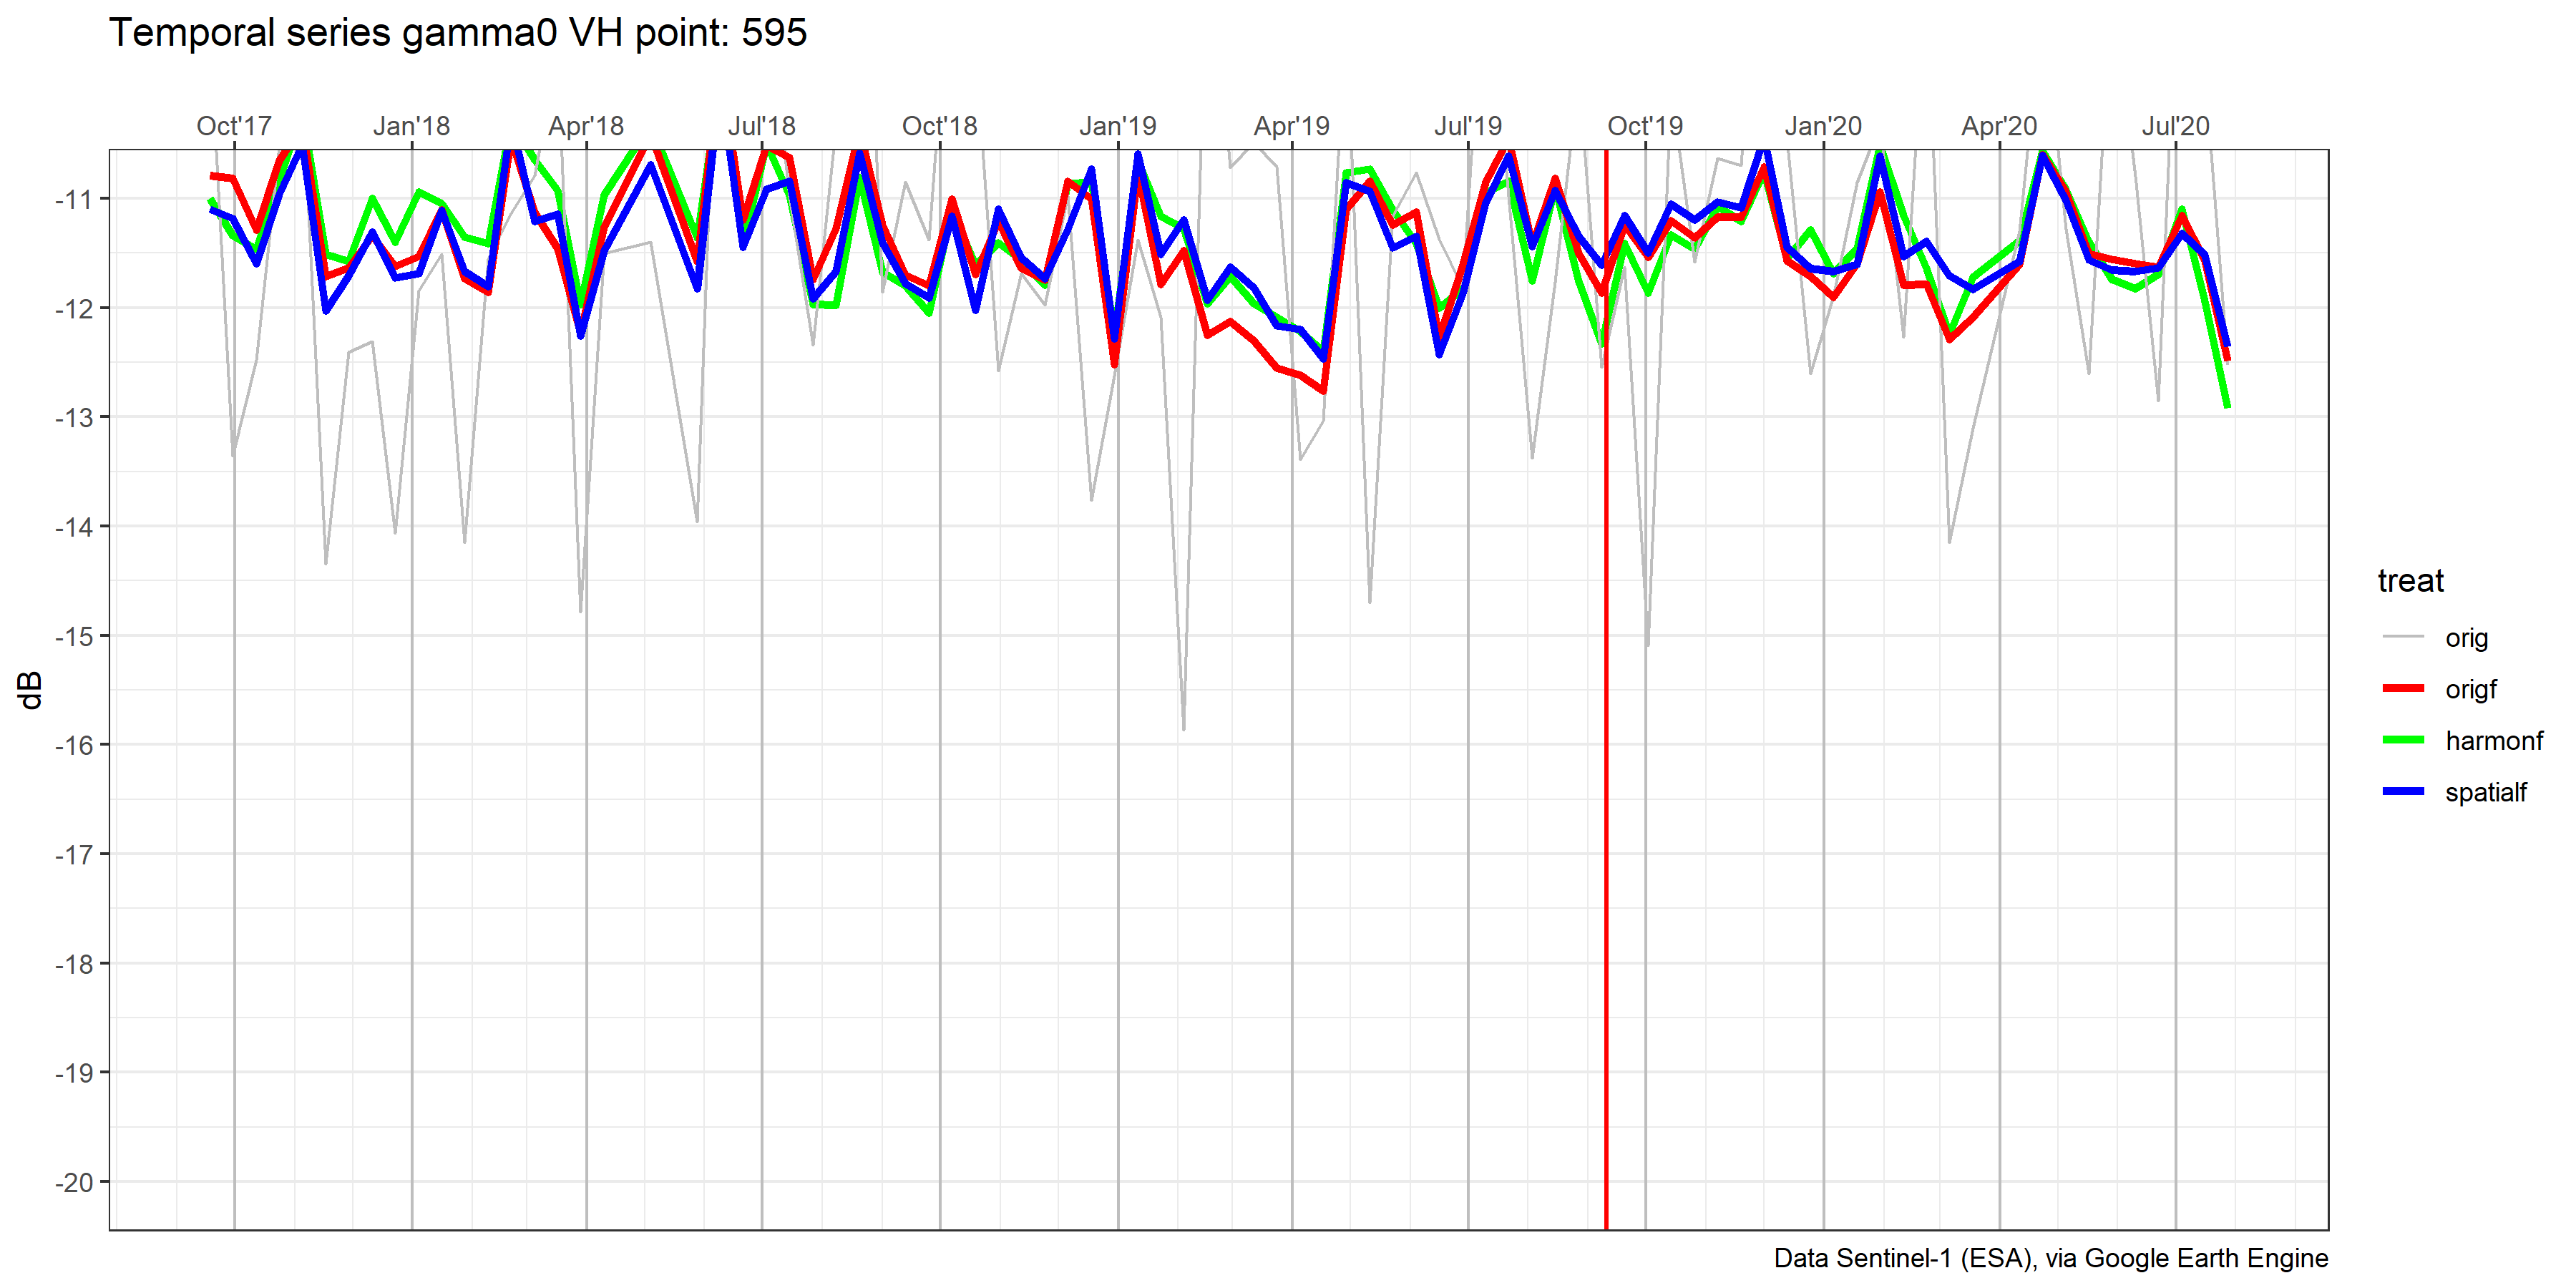 Temporal series gamma0 VH point: 595
Oct'17 Jan'18 Apr'18 Jul'18 Oct'18 Jan'19 Apr'19 Jul'19 Oct'19 Jan'20 Apr'20 Jul'20
-11
-12
-13
-14
-15
-16
-17
-18
-19
-20
dB
treat
orig
origf
harmonf
spatialf
Data Sentinel-1 (ESA), via Google Earth Engine